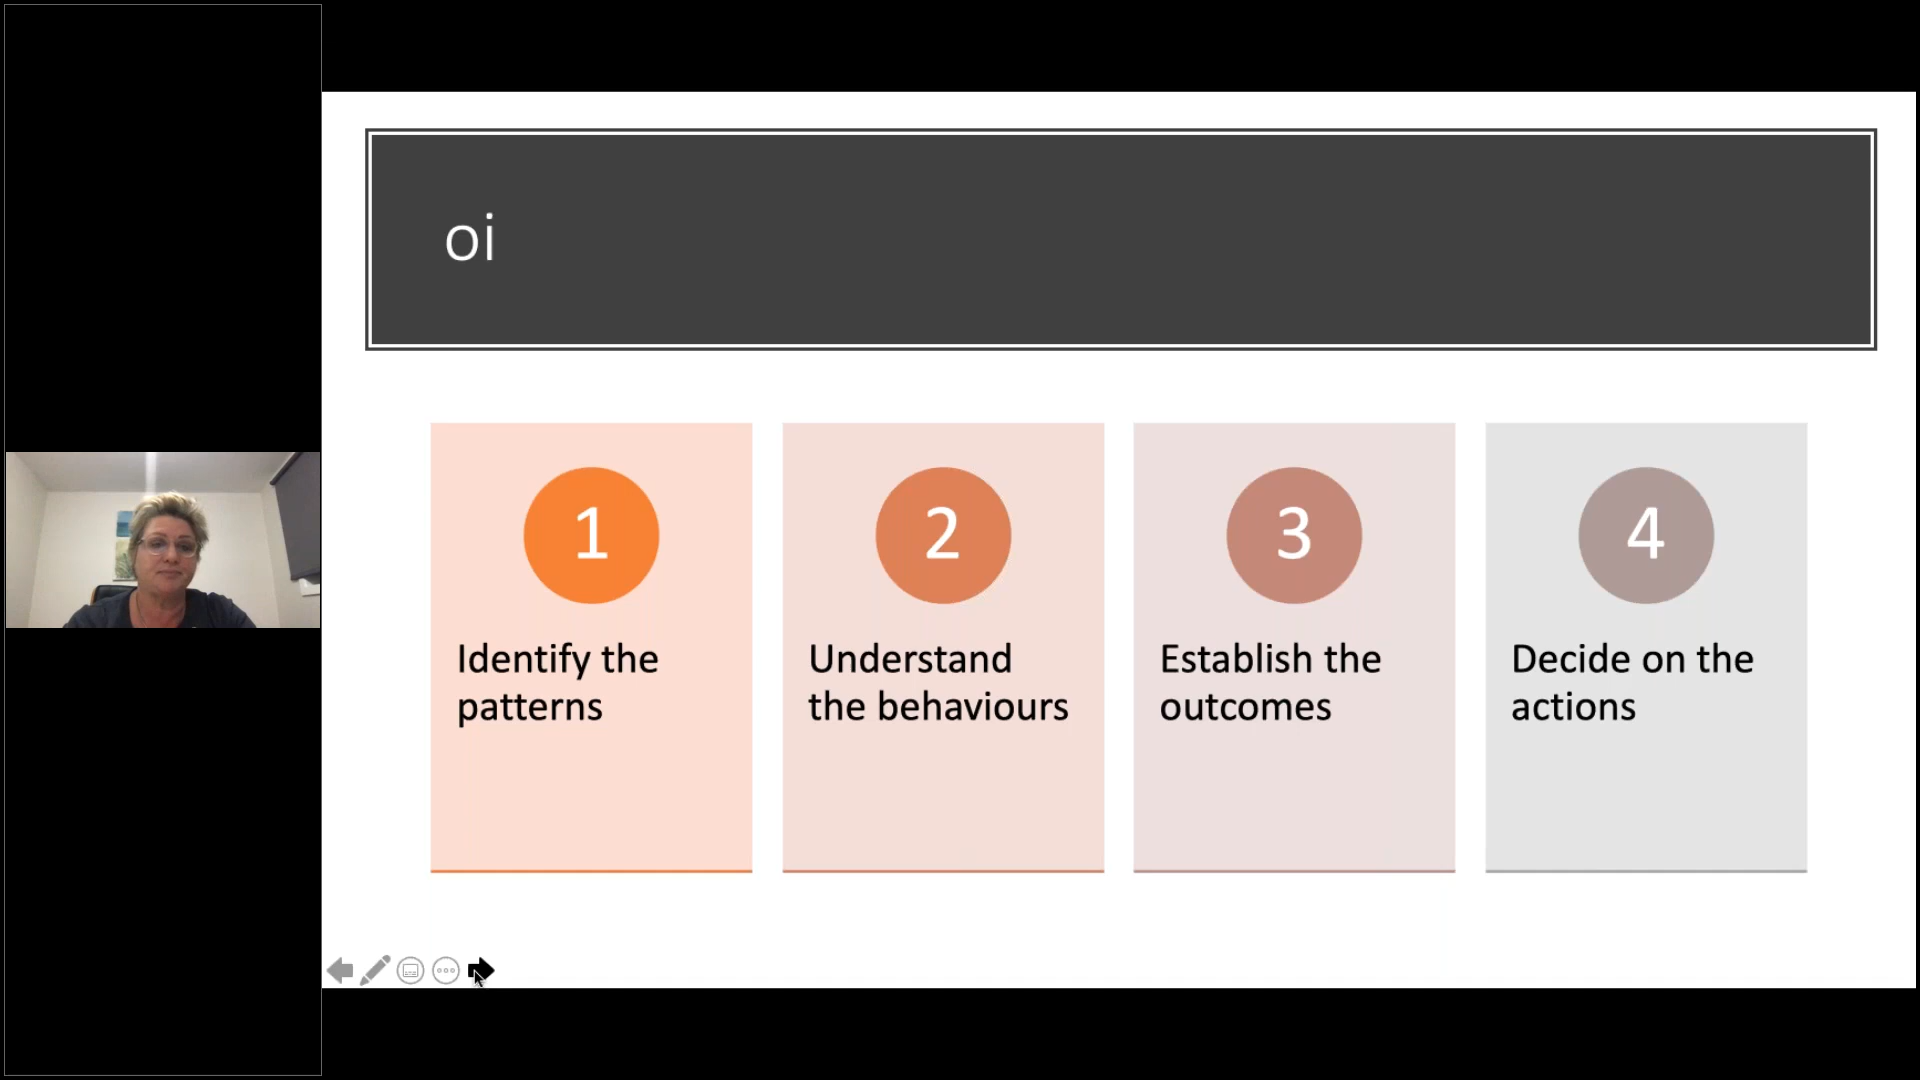 oi
1
Identify the
patterns
2
Understand
the behaviours
3
Establish the
outcomes
4
Decide on the
actions